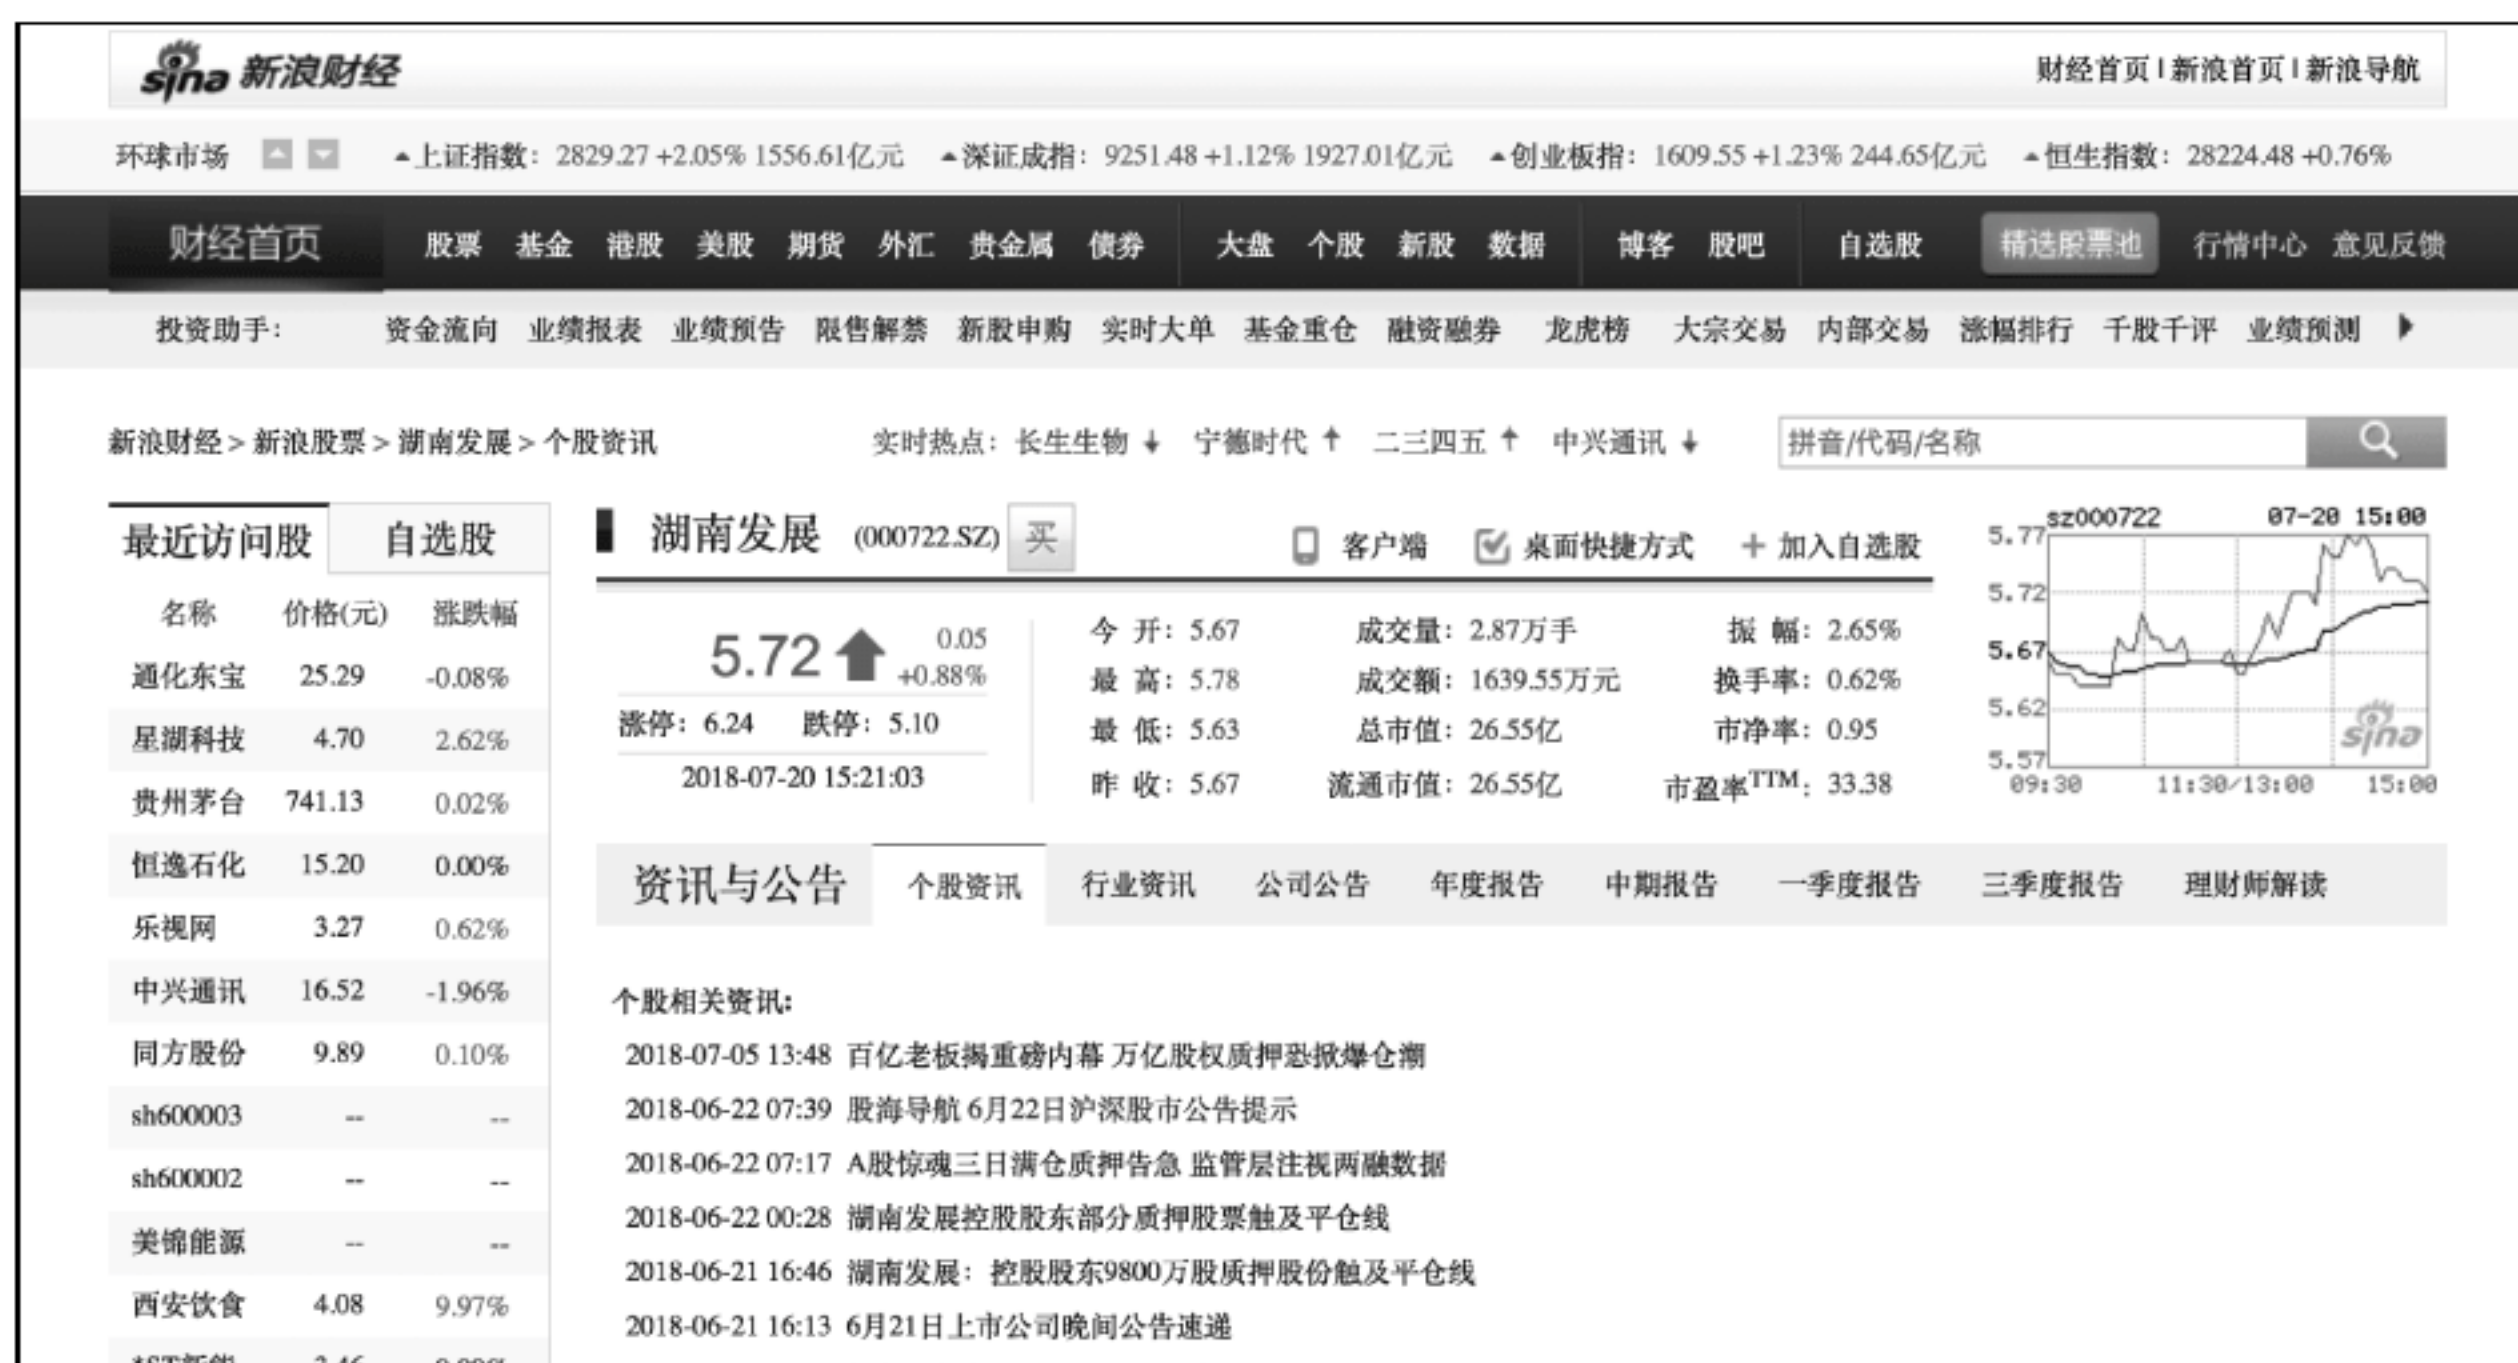 sina 新浪财经
财经首页 | 新浪首页 | 新浪导航
环球市场 上证指数：2829.27 +2.05% 1556.61亿元 深证成指：9251.48 +1.12% 1927.01亿元 创业板指：1609.55 +1.23% 244.65亿元 恒生指数：28224.48 +0.76%
财经首页 股票 基金 港股 美股 期货 外汇 贵金属 债券 大盘 个股 新股 数据 博客 股吧 自选股 精选股票池 行情中心 意见反馈
投资助手： 资金流向 业绩报表 业绩预告 限售解禁 新股申购 实时大单 基金重仓 融资融券 龙虎榜 大宗交易 内部交易 涨幅排行 千股千评 业绩预测
新浪财经 > 新浪股票 > 湖南发展 > 个股资讯
实时热点：长生生物 ↓ 宁德时代 ↑ 二三四五 ↑ 中兴通讯 ↓
拼音/代码/名称
最近访问股 自选股
名称 价格(元) 涨跌幅
通化东宝 25.29 -0.08%
星湖科技 4.70 2.62%
贵州茅台 741.13 0.02%
恒逸石化 15.20 0.00%
乐视网 3.27 0.62%
中兴通讯 16.52 -1.96%
同方股份 9.89 0.10%
sh600003 -- --
sh600002 -- --
美锦能源 -- --
西安饮食 4.08 9.97%
湖南发展 (000722.SZ) 买
客户端 桌面快捷方式 + 加入自选股
5.72 0.05
+0.88%
涨停：6.24 跌停：5.10
2018-07-20 15:21:03
今 开：5.67 成交量：2.87万手 振 幅：2.65%
最 高：5.78 成交额：1639.55万元 换手率：0.62%
最 低：5.63 总市值：26.55亿 市净率：0.95
昨 收：5.67 流通市值：26.55亿 市盈率TTM：33.38
sz000722 07-20 15:00
5.77
5.72
5.67
5.62
5.57
sina
09:30 11:30/13:00 15:00
资讯与公告 个股资讯 行业资讯 公司公告 年度报告 中期报告 一季度报告 三季度报告 理财师解读
个股相关资讯:
2018-07-05 13:48 百亿老板揭重磅内幕 万亿股权质押恐掀爆仓潮
2018-06-22 07:39 股海导航 6月22日沪深股市公告提示
2018-06-22 07:17 A股惊魂三日满仓质押告急 监管层注视两融数据
2018-06-22 00:28 湖南发展控股股东部分质押股票触及平仓线
2018-06-21 16:46 湖南发展：控股股东9800万股质押股份触及平仓线
2018-06-21 16:13 6月21日上市公司晚间公告速递